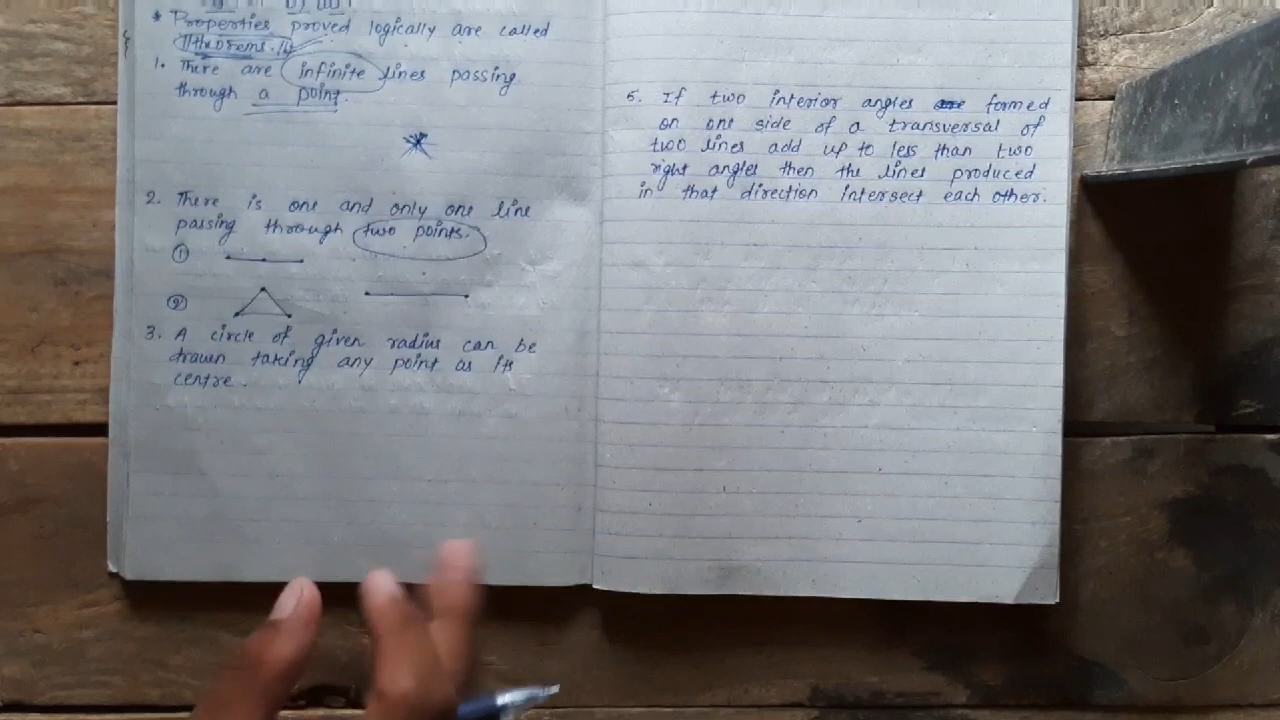 * Properties proved logically are called
Theorems.
1. There are infinite lines passing
through a point.
2. There is one and only one line
passing through two points.
①
②
3. A circle of given radius can be
drawn taking any point as its
centre.
5. If two interior angles formed
on one side of a transversal of
two lines add up to less than two
right angles then the lines produced
in that direction intersect each other.